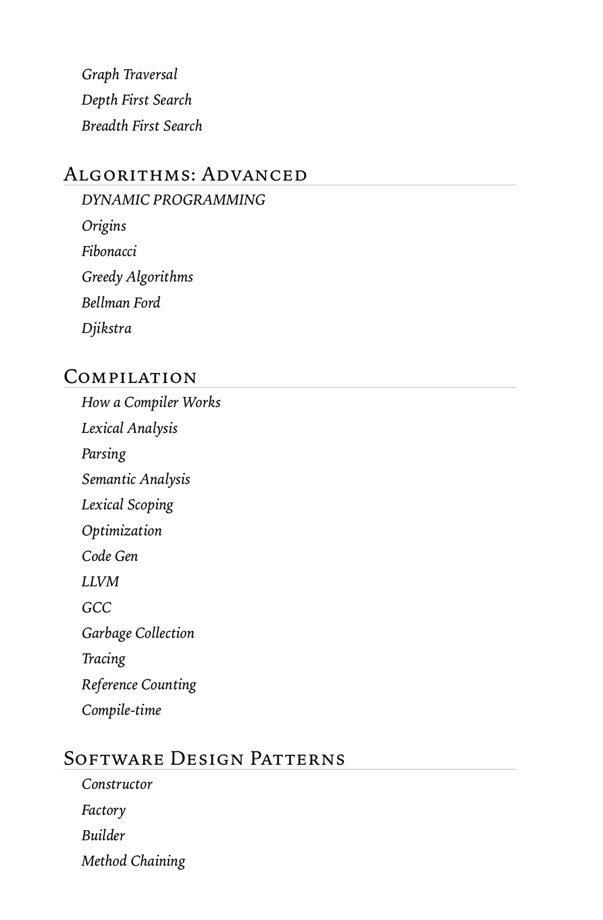 Graph Traversal
Depth First Search
Breadth First Search
Algorithms: Advanced
DYNAMIC PROGRAMMING
Origins
Fibonacci
Greedy Algorithms
Bellman Ford
Djikstra
Compilation
How a Compiler Works
Lexical Analysis
Parsing
Semantic Analysis
Lexical Scoping
Optimization
Code Gen
LLVM
GCC
Garbage Collection
Tracing
Reference Counting
Compile-time
Software Design Patterns
Constructor
Factory
Builder
Method Chaining